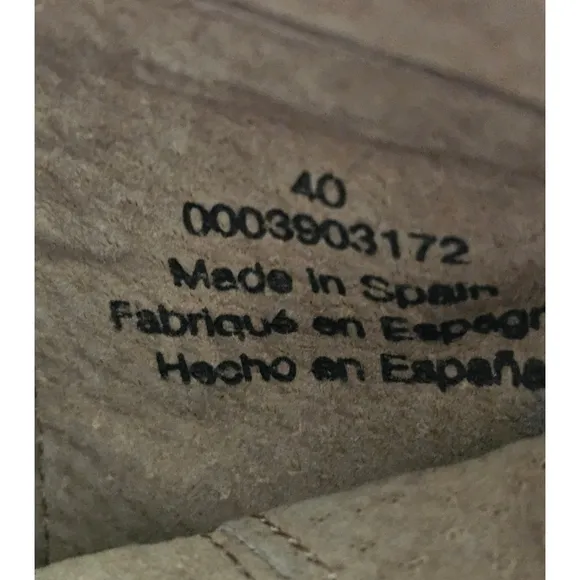 40
0003903172
Made in Spain
Fabriqué en Espagn
Hecho en España